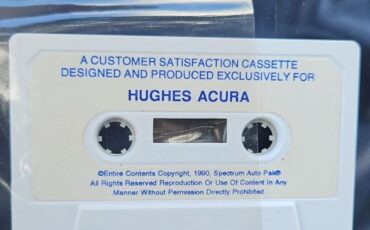 A CUSTOMER SATISFACTION CASSETTE
DESIGNED AND PRODUCED EXCLUSIVELY FOR
HUGHES ACURA
©Entire Contents Copyright, 1990, Spectrum Auto Pak®
All Rights Reserved Reproduction Or Use Of Content In Any
Manner Without Permission Directly Prohibited